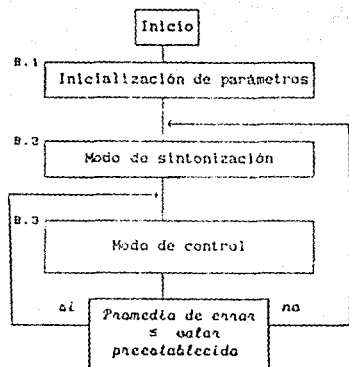 Inicio
B.1
Inicialización de parámetros
B.2
Modo de sintonización
B.3
Modo de control
si
Promedio de error
no
≤ valor
preestablecido